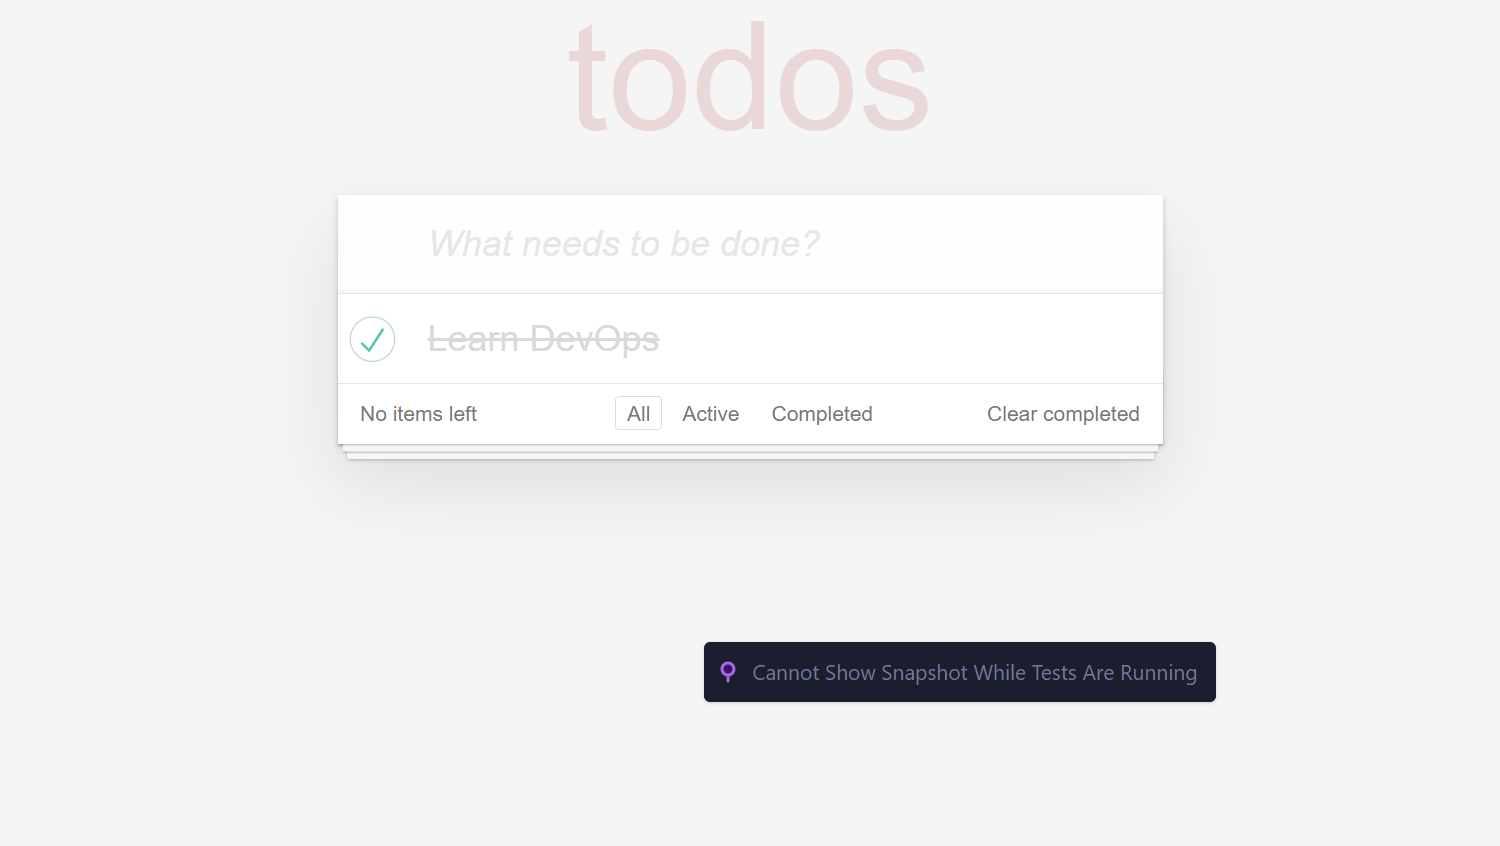 todos
What needs to be done?
Learn DevOps
No items left All Active Completed Clear completed
Cannot Show Snapshot While Tests Are Running